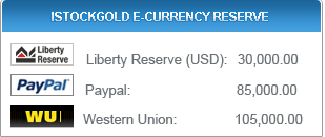 ISTOCKGOLD E-CURRENCY RESERVE
Liberty Reserve Liberty Reserve (USD): 30,000.00
PayPal Paypal: 85,000.00
WU Western Union: 105,000.00